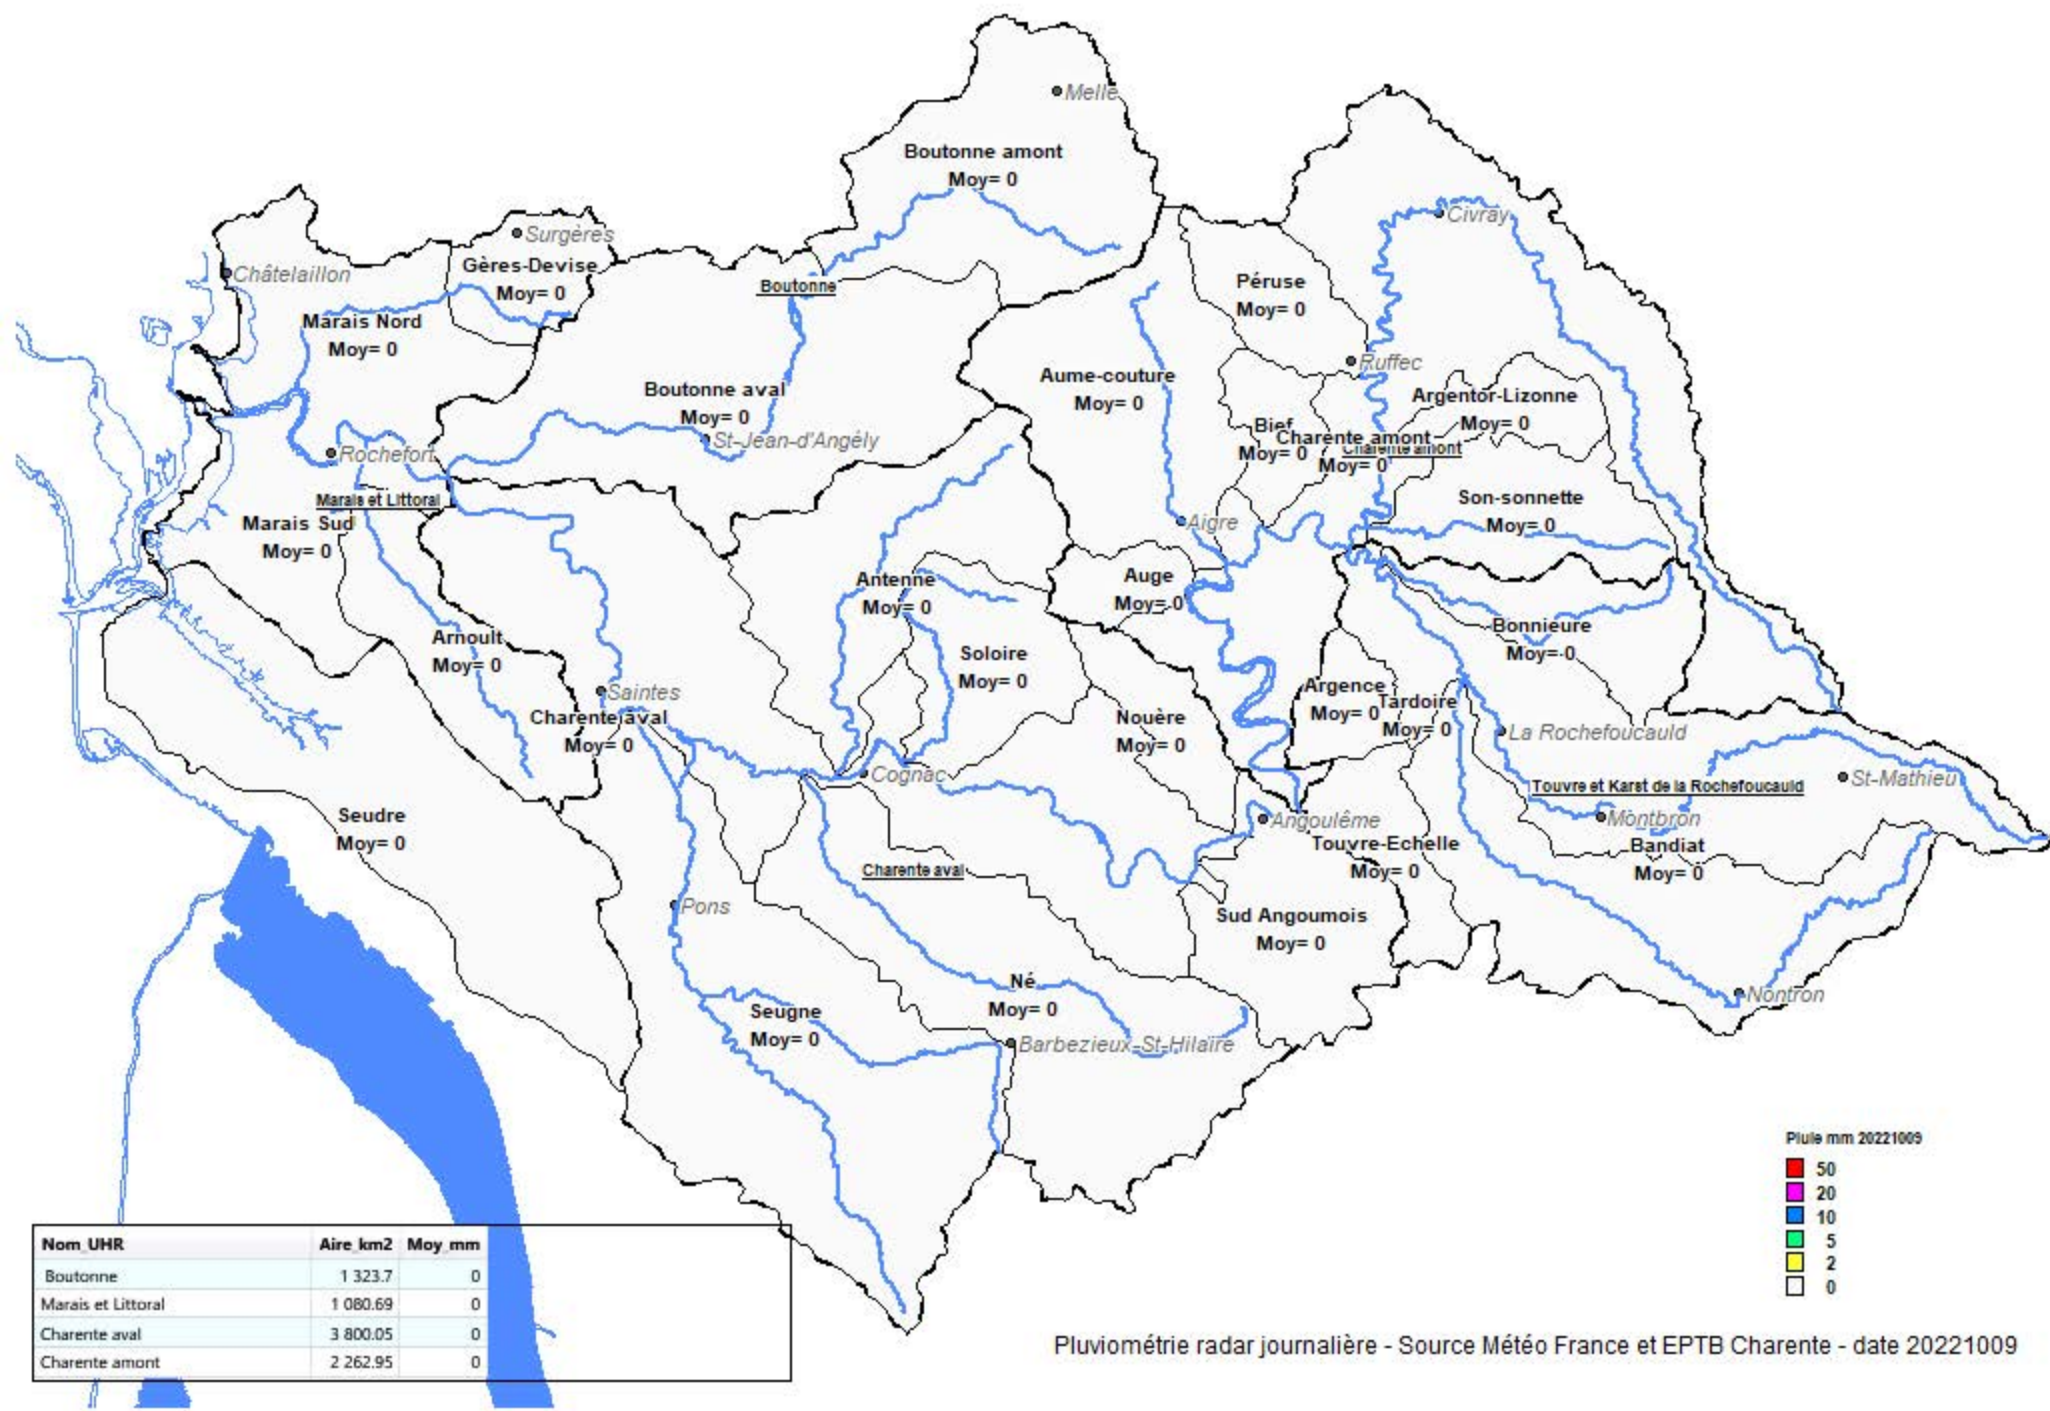 Melle
Boutonne amont
Moy= 0
Civray
Surgères
Châtelaillon
Gères-Devise
Moy= 0
Boutonne
Péruse
Moy= 0
Marais Nord
Moy= 0
Ruffec
Aume-couture
Moy= 0
Boutonne aval
Moy= 0
St-Jean-d'Angély
Argentor-Lizonne
Moy= 0
Bief
Moy= 0
Charente amont
Moy= 0
Charente amont
Rochefort
Marais et Littoral
Marais Sud
Moy= 0
Son-sonnette
Moy= 0
Aigre
Antenne
Moy= 0
Auge
Moy= 0
Bonnieure
Moy= 0
Arnoult
Moy= 0
Soloire
Moy= 0
Saintes
Charente aval
Moy= 0
Nouère
Moy= 0
Argence
Moy= 0
Tardoire
Moy= 0
La Rochefoucauld
Cognac
Touvre et Karst de la Rochefoucauld
St-Mathieu
Montbron
Seudre
Moy= 0
Angoulême
Touvre-Echelle
Moy= 0
Bandiat
Moy= 0
Charente aval
Pons
Sud Angoumois
Moy= 0
Né
Moy= 0
Nontron
Seugne
Moy= 0
Barbezieux-St-Hilaire
Pluie mm 20221009
50
20
10
5
2
0
Nom_UHR Aire_km2 Moy_mm
Boutonne 1 323.7 0
Marais et Littoral 1 080.69 0
Charente aval 3 800.05 0
Charente amont 2 262.95 0
Pluviométrie radar journalière - Source Météo France et EPTB Charente - date 20221009